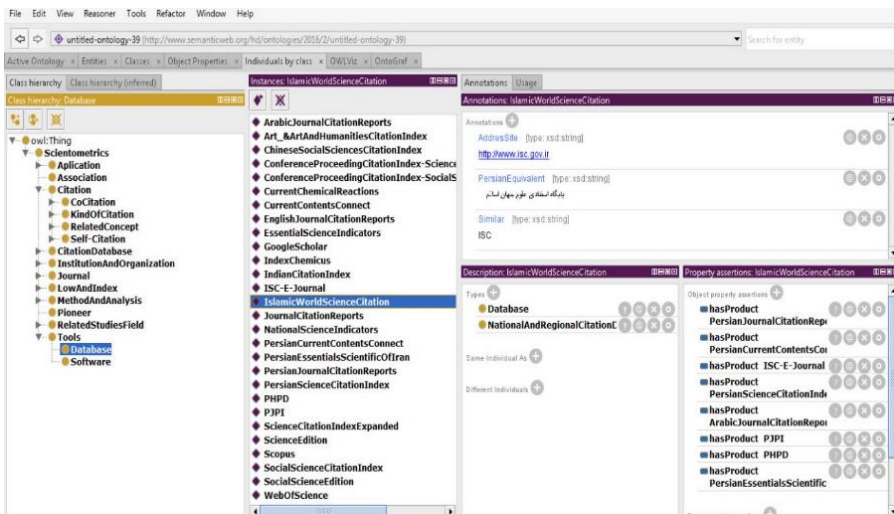 File Edit View Reasoner Tools Refactor Window Help
untitled-ontology-39 (http://www.semanticweb.org/hd/ontologies/2016/2/untitled-ontology-39)
Search for entity
Active Ontology × Entities × Classes × Object Properties × Individuals by class × OWLViz × OntoGraf ×
Class hierarchy Class hierarchy (inferred)
Class hierarchy: Database
owl:Thing
Scientometrics
Aplication
Association
Citation
CoCitation
KindOfCitation
RelatedConcept
Self-Citation
CitationDatabase
InstitutionAndOrganization
Journal
LowAndIndex
MethodAndAnalysis
Pioneer
RelatedStudiesField
Tools
Database
Software
Instances: IslamicWorldScienceCitation
ArabicJournalCitationReports
Art_&ArtAndHumanitiesCitationIndex
ChineseSocialSciencesCitationIndex
ConferenceProceedingCitationIndex-Science
ConferenceProceedingCitationIndex-SocialS
CurrentChemicalReactions
CurrentContentsConnect
EnglishJournalCitationReports
EssentialScienceIndicators
GoogleScholar
IndexChemicus
IndianCitationIndex
ISC-E-Journal
IslamicWorldScienceCitation
JournalCitationReports
NationalScienceIndicators
PersianCurrentContentsConnect
PersianEssentialsScientificOfIran
PersianJournalCitationReports
PersianScienceCitationIndex
PHPD
PJPI
ScienceCitationIndexExpanded
ScienceEdition
Scopus
SocialScienceCitationIndex
SocialScienceEdition
WebOfScience
Annotations Usage
Annotations: IslamicWorldScienceCitation
Annotations
AddresSite [type: xsd:string]
http://www.isc.gov.ir
PersianEquivalent [type: xsd:string]
پایگاه استنادی علوم جهان اسلام
Similar [type: xsd:string]
ISC
Description: IslamicWorldScienceCitation
Types
Database
NationalAndRegionalCitationD
Same Individual As
Different Individuals
Property assertions: IslamicWorldScienceCitation
Object property assertions
hasProduct
PersianJournalCitationRepo
hasProduct
PersianCurrentContentsCon
hasProduct ISC-E-Journal
hasProduct
PersianScienceCitationInde
hasProduct
ArabicJournalCitationRepor
hasProduct PJPI
hasProduct PHPD
hasProduct
PersianEssentialsScientific